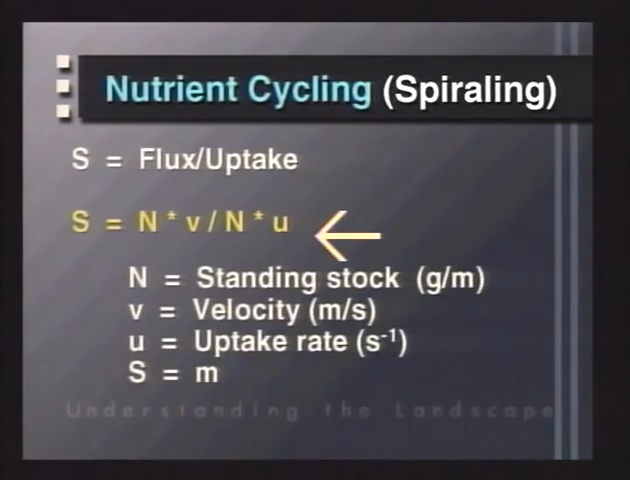 Nutrient Cycling (Spiraling)
S = Flux/Uptake
S = N * v / N * u
N = Standing stock (g/m)
v = Velocity (m/s)
u = Uptake rate (s⁻¹)
S = m
Understanding the Landscape